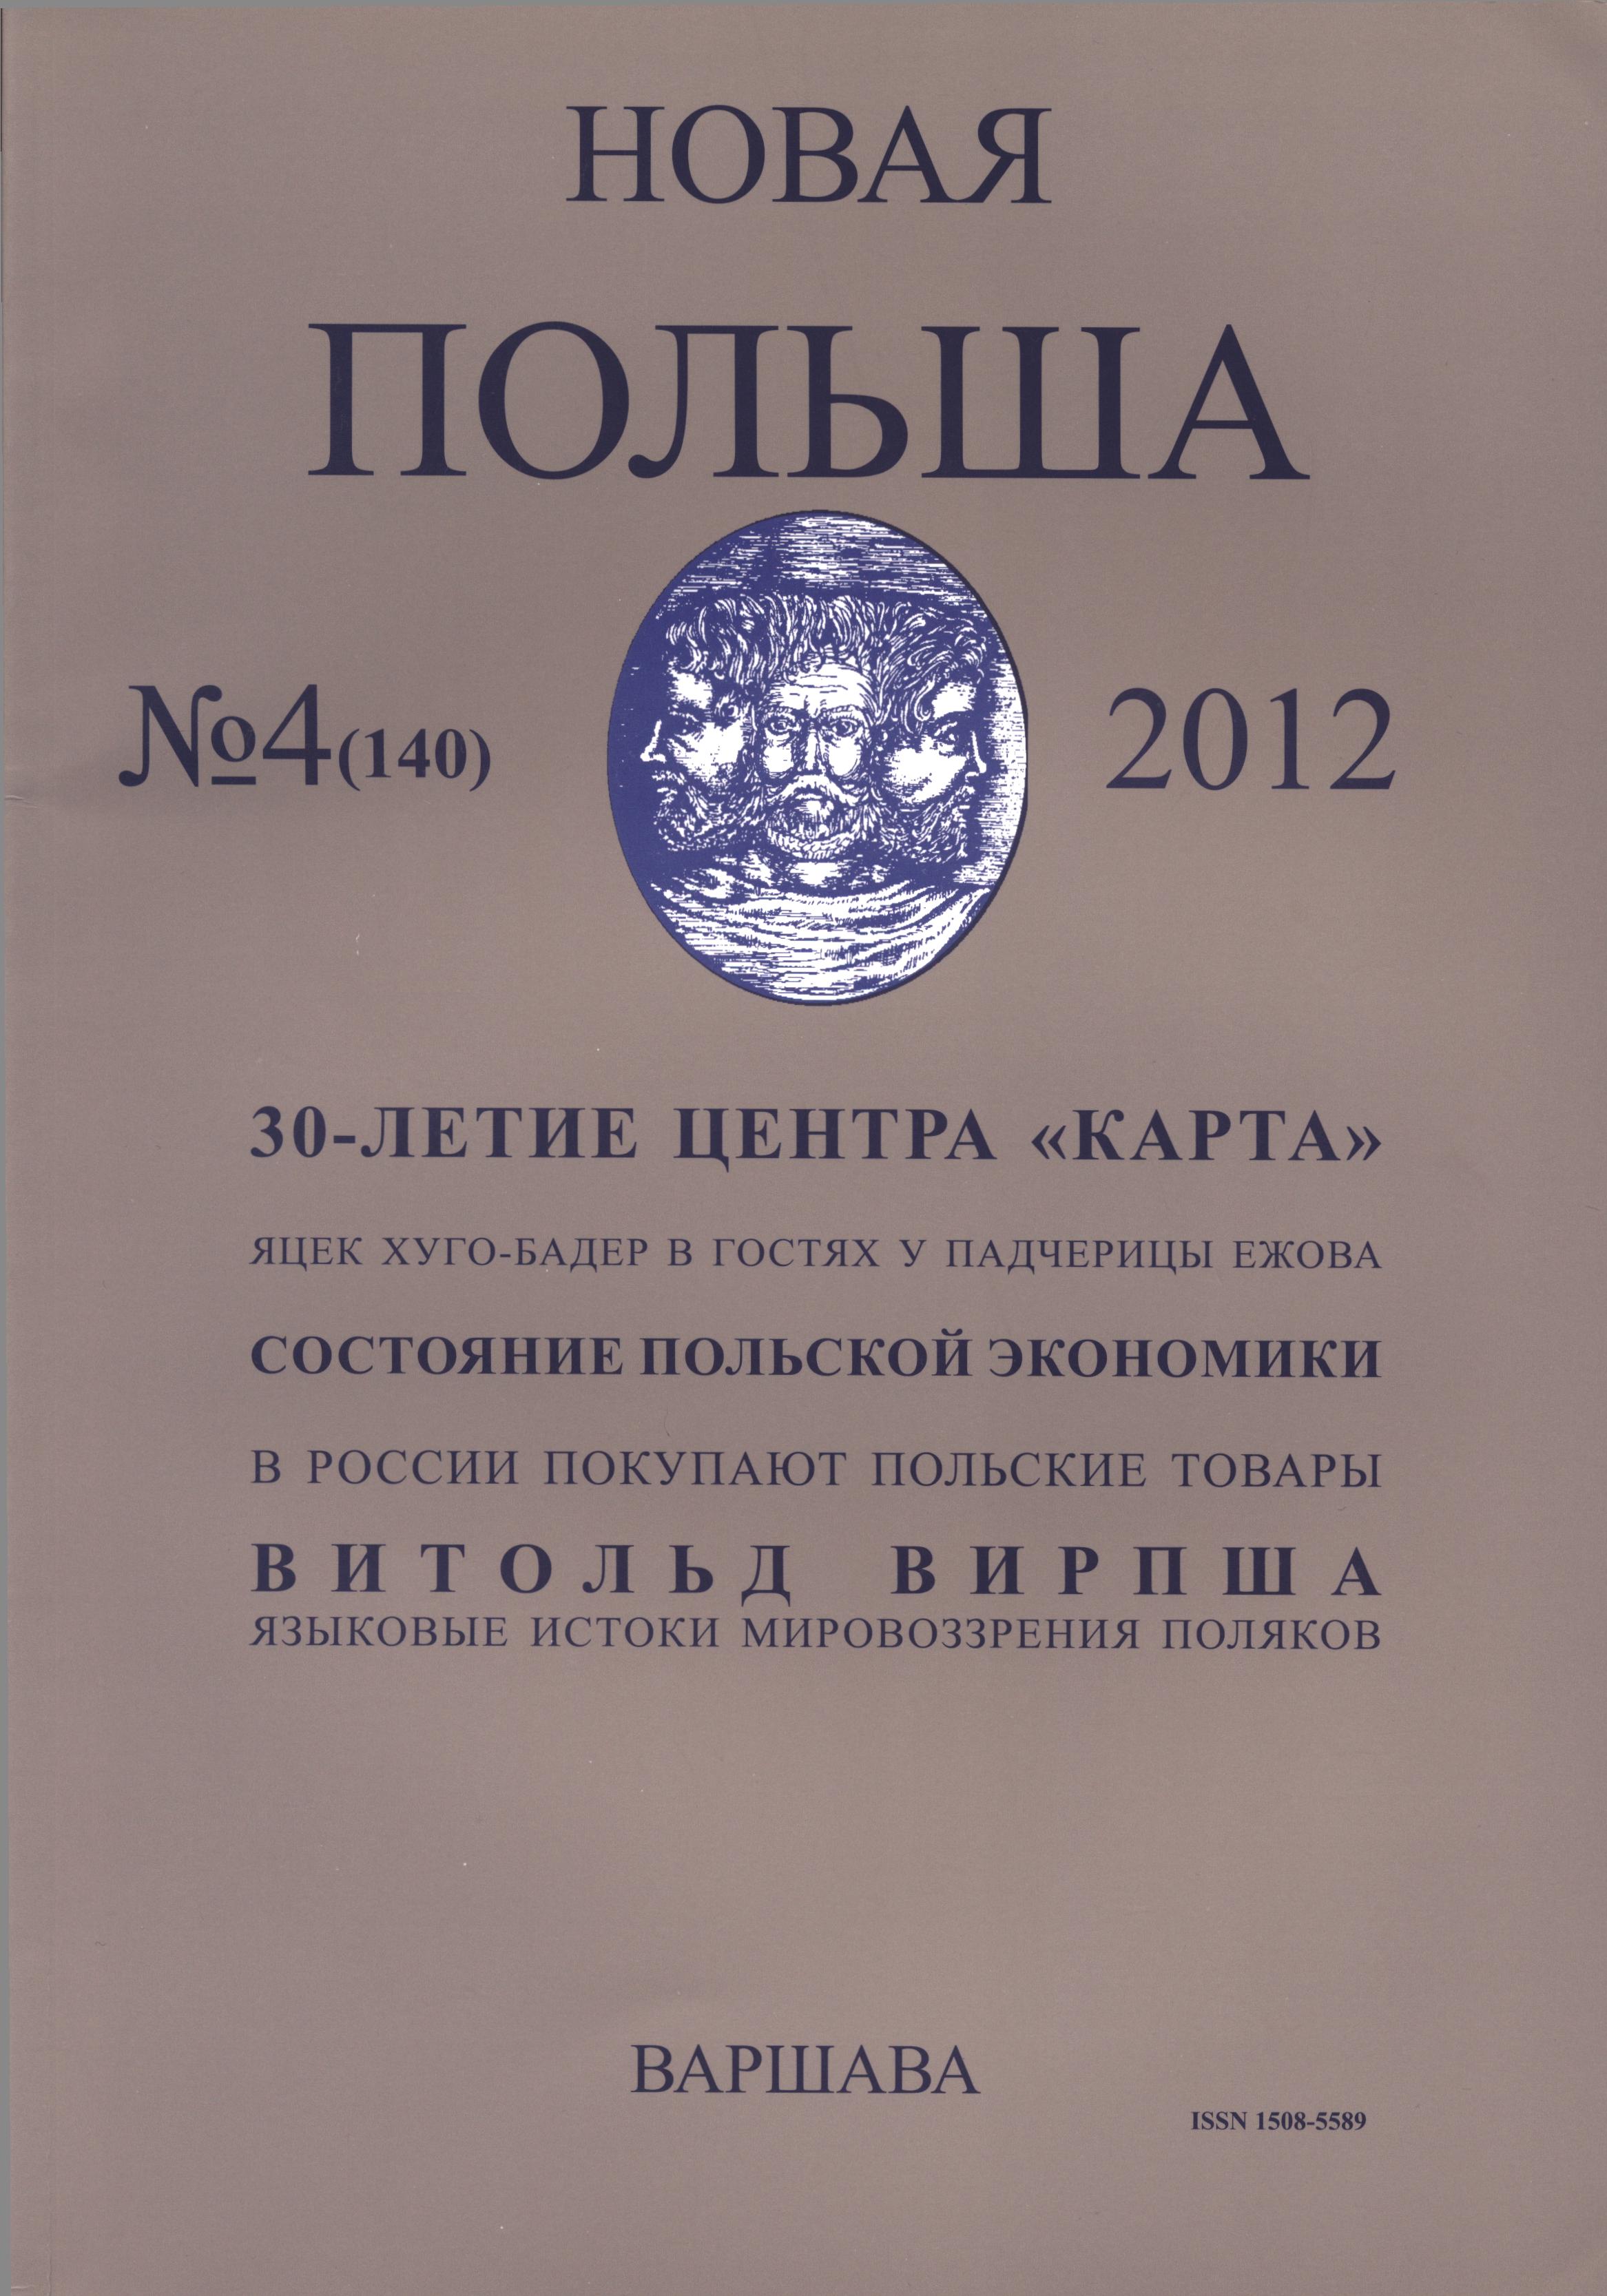 НОВАЯ
ПОЛЬША
№4(140) 2012
30-ЛЕТИЕ ЦЕНТРА «КАРТА»
ЯЦЕК ХУГО-БАДЕР В ГОСТЯХ У ПАДЧЕРИЦЫ ЕЖОВА
СОСТОЯНИЕ ПОЛЬСКОЙ ЭКОНОМИКИ
В РОССИИ ПОКУПАЮТ ПОЛЬСКИЕ ТОВАРЫ
ВИТОЛЬД ВИРПША
ЯЗЫКОВЫЕ ИСТОКИ МИРОВОЗЗРЕНИЯ ПОЛЯКОВ
ВАРШАВА
ISSN 1508-5589